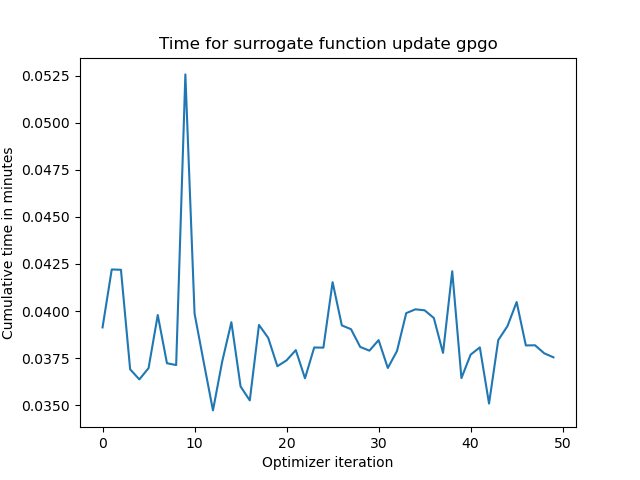 Time for surrogate function update gpgo
Cumulative time in minutes
0.0525
0.0500
0.0475
0.0450
0.0425
0.0400
0.0375
0.0350
0 10 20 30 40 50
Optimizer iteration